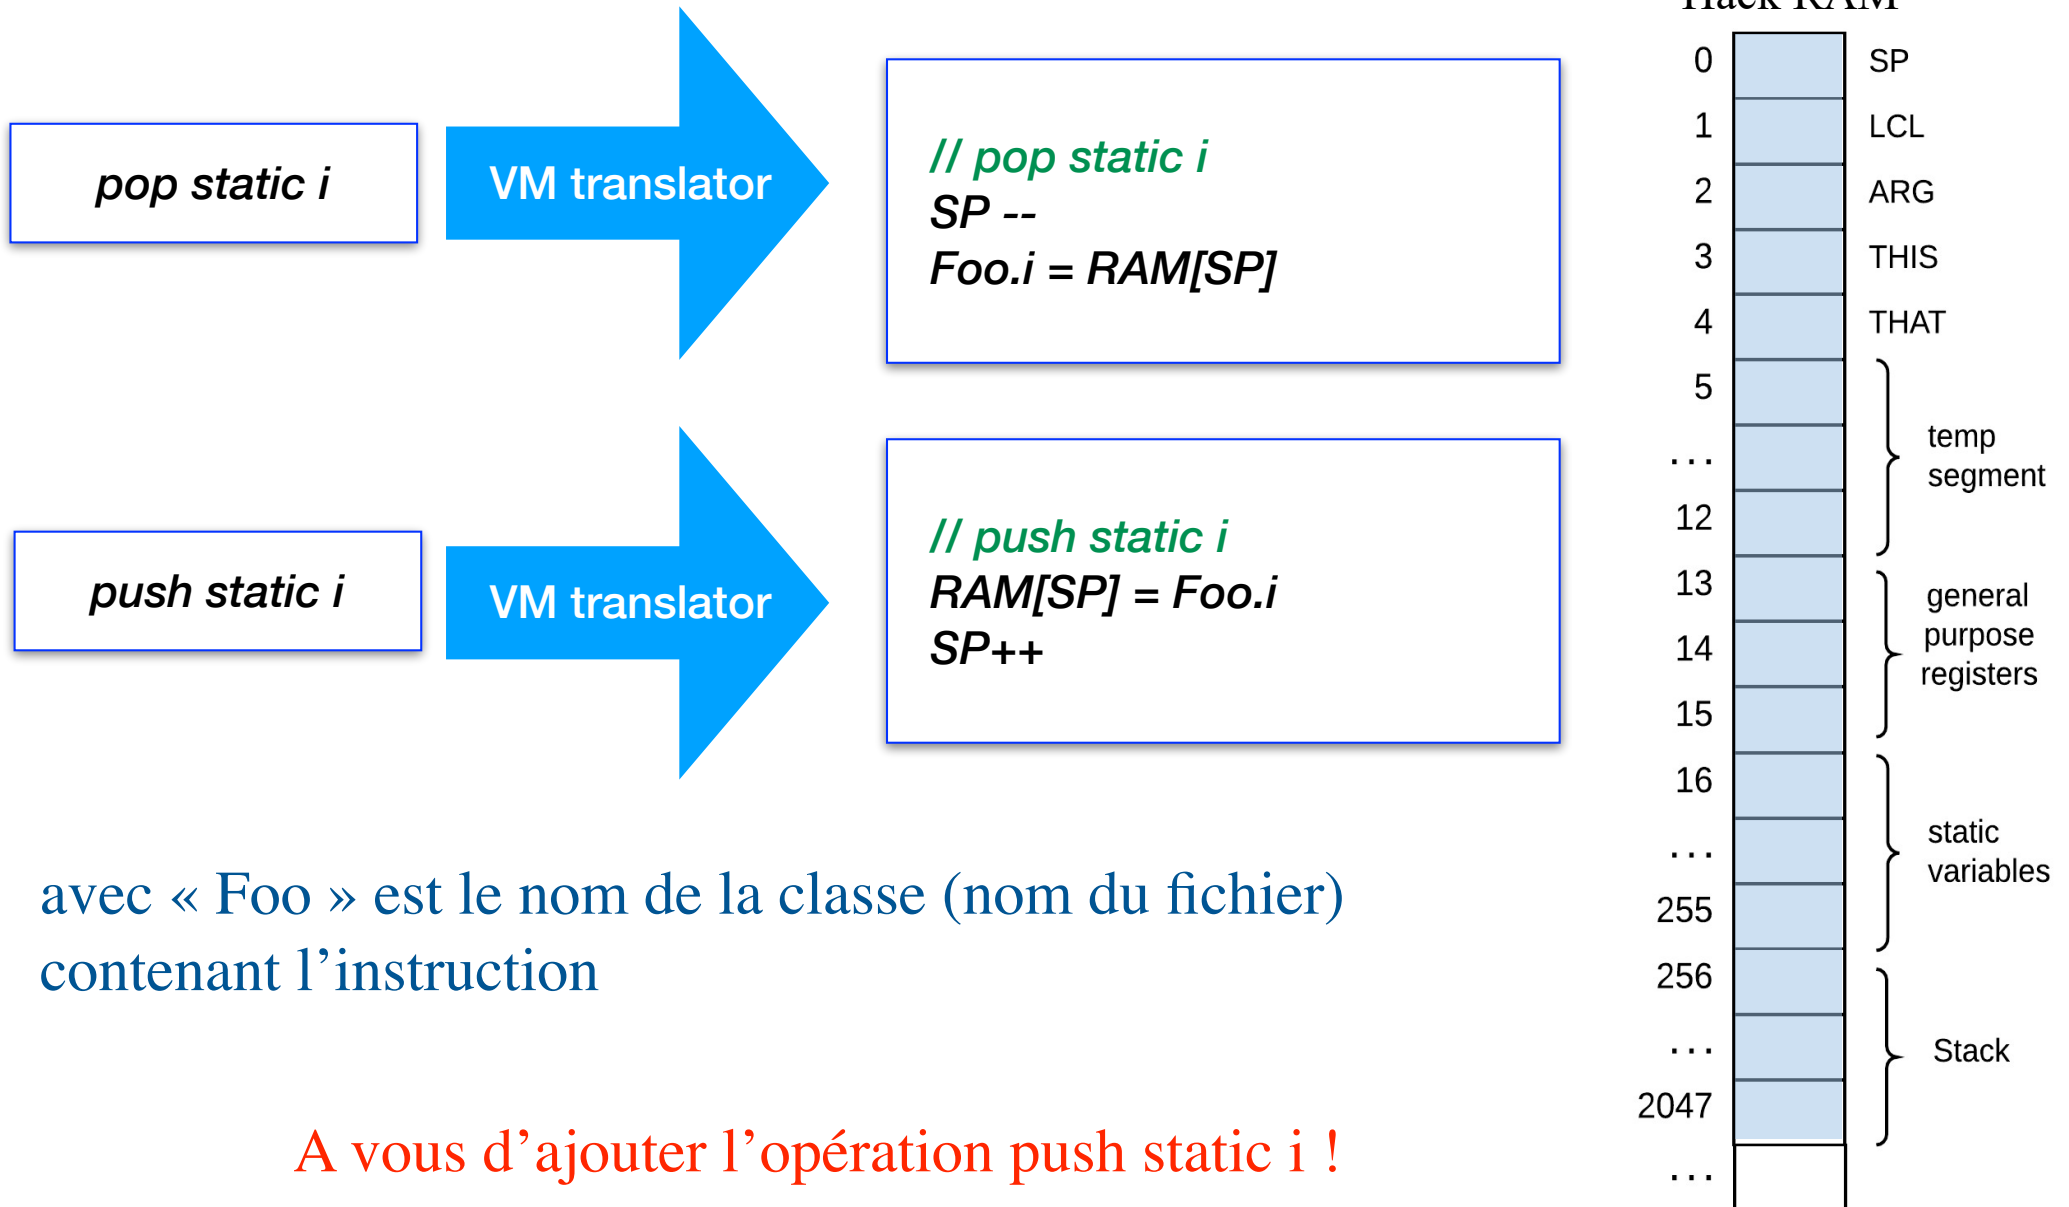 Hack RAM
pop static i
VM translator
// pop static i
SP --
Foo.i = RAM[SP]
push static i
VM translator
// push static i
RAM[SP] = Foo.i
SP++
avec « Foo » est le nom de la classe (nom du fichier)
contenant l’instruction
A vous d’ajouter l’opération push static i !
0 SP
1 LCL
2 ARG
3 THIS
4 THAT
5
...
12
temp
segment
13
14
15
general
purpose
registers
16
...
255
static
variables
256
...
2047
Stack
...